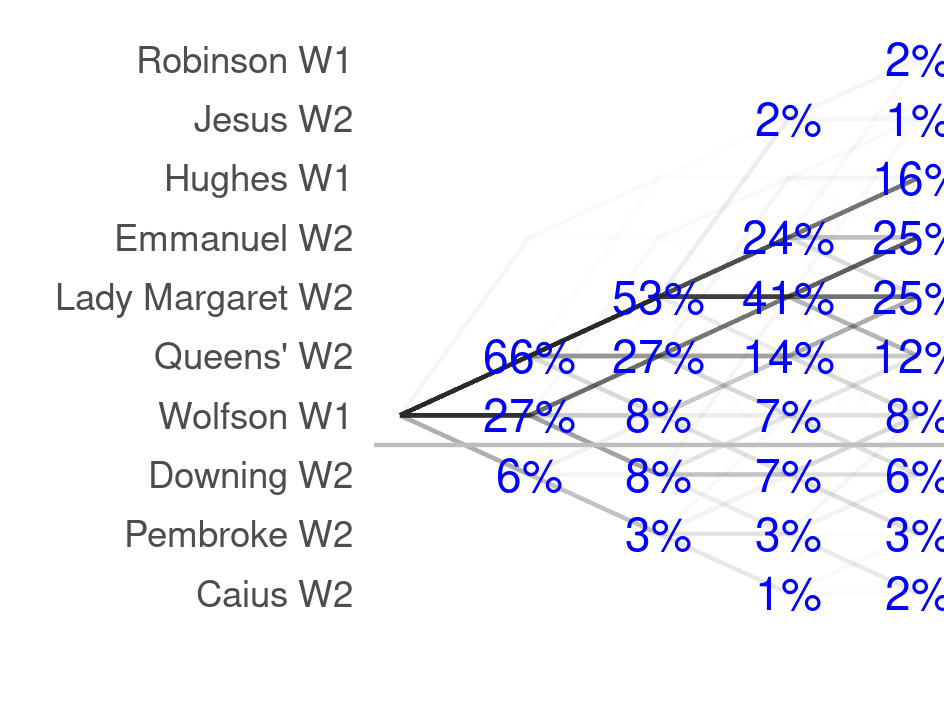 Robinson W1 2%
Jesus W2 2% 1%
Hughes W1 16%
Emmanuel W2 24% 25%
Lady Margaret W2 53% 41% 25%
Queens' W2 66% 27% 14% 12%
Wolfson W1 27% 8% 7% 8%
Downing W2 6% 8% 7% 6%
Pembroke W2 3% 3% 3%
Caius W2 1% 2%